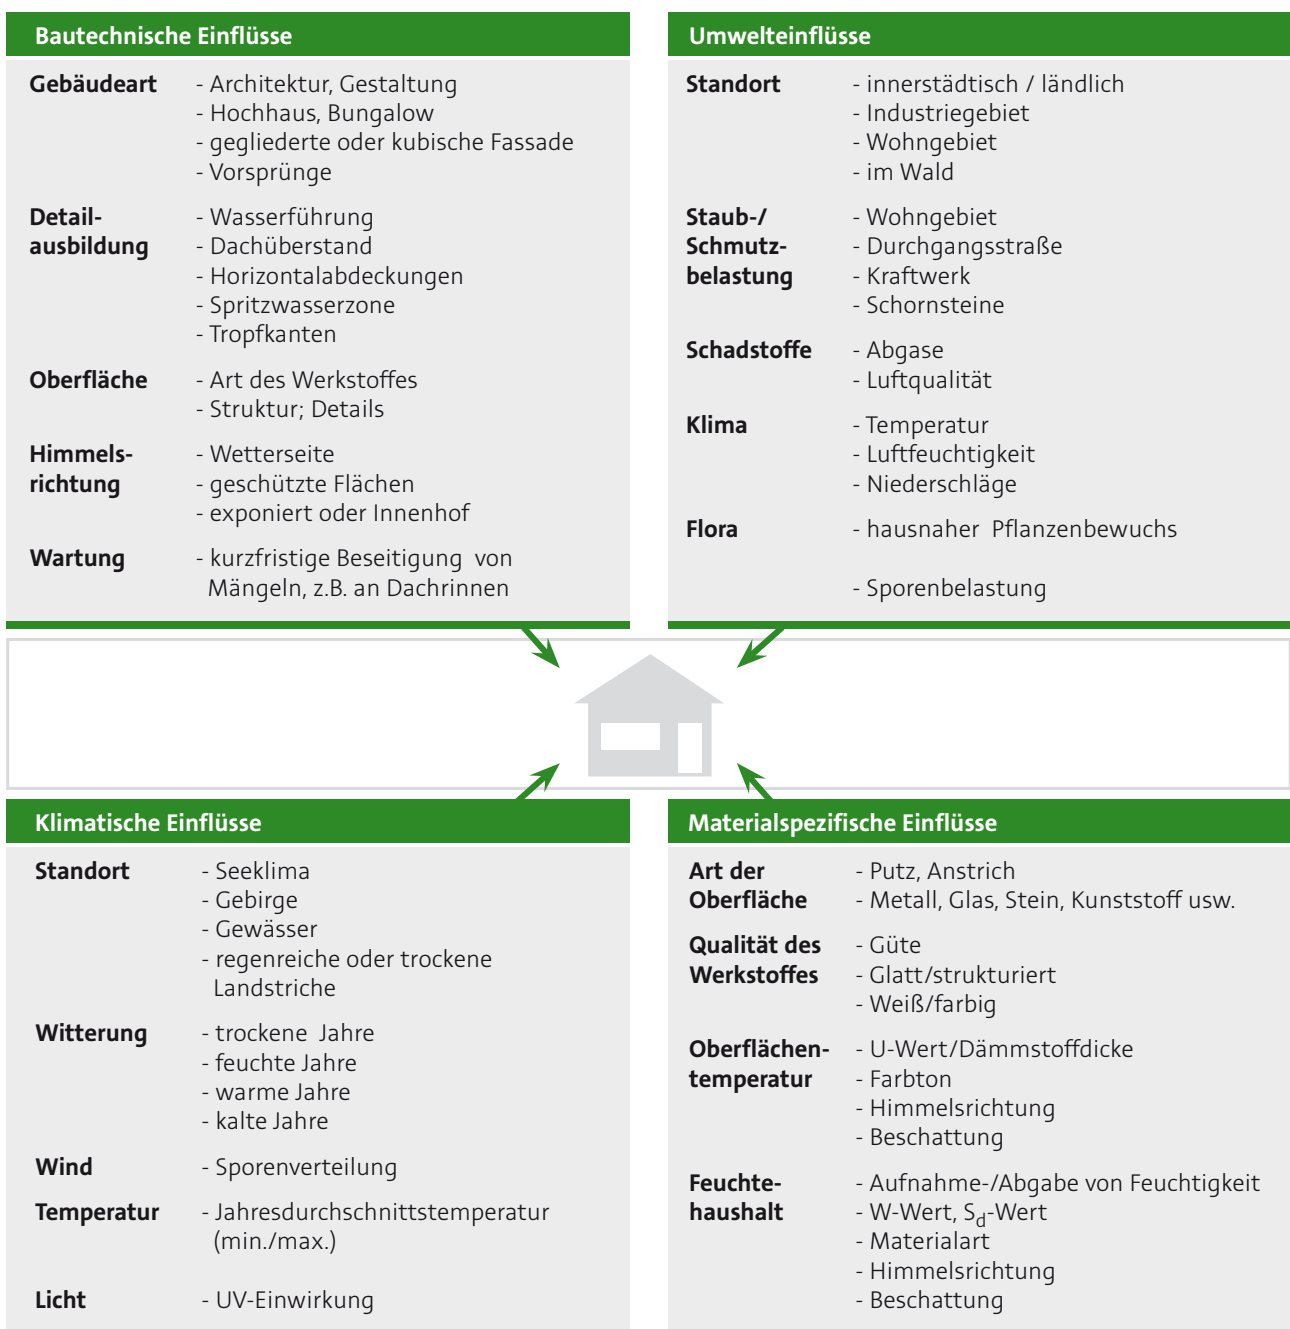 Bautechnische Einflüsse
Gebäudeart - Architektur, Gestaltung
- Hochhaus, Bungalow
- gegliederte oder kubische Fassade
- Vorsprünge
Detail- - Wasserführung
ausbildung - Dachüberstand
- Horizontalabdeckungen
- Spritzwasserzone
- Tropfkanten
Oberfläche - Art des Werkstoffes
- Struktur; Details
Himmels- - Wetterseite
richtung - geschützte Flächen
- exponiert oder Innenhof
Wartung - kurzfristige Beseitigung von
Mängeln, z.B. an Dachrinnen
Umwelteinflüsse
Standort - innerstädtisch / ländlich
- Industriegebiet
- Wohngebiet
- im Wald
Staub-/ - Wohngebiet
Schmutz- - Durchgangsstraße
belastung - Kraftwerk
- Schornsteine
Schadstoffe - Abgase
- Luftqualität
Klima - Temperatur
- Luftfeuchtigkeit
- Niederschläge
Flora - hausnaher Pflanzenbewuchs
- Sporenbelastung
Klimatische Einflüsse
Standort - Seeklima
- Gebirge
- Gewässer
- regenreiche oder trockene
Landstriche
Witterung - trockene Jahre
- feuchte Jahre
- warme Jahre
- kalte Jahre
Wind - Sporenverteilung
Temperatur - Jahresdurchschnittstemperatur
(min./max.)
Licht - UV-Einwirkung
Materialspezifische Einflüsse
Art der - Putz, Anstrich
Oberfläche - Metall, Glas, Stein, Kunststoff usw.
Qualität des - Güte
Werkstoffes - Glatt/strukturiert
- Weiß/farbig
Oberflächen- - U-Wert/Dämmstoffdicke
temperatur - Farbton
- Himmelsrichtung
- Beschattung
Feuchte- - Aufnahme-/Abgabe von Feuchtigkeit
haushalt - W-Wert, Sd-Wert
- Materialart
- Himmelsrichtung
- Beschattung